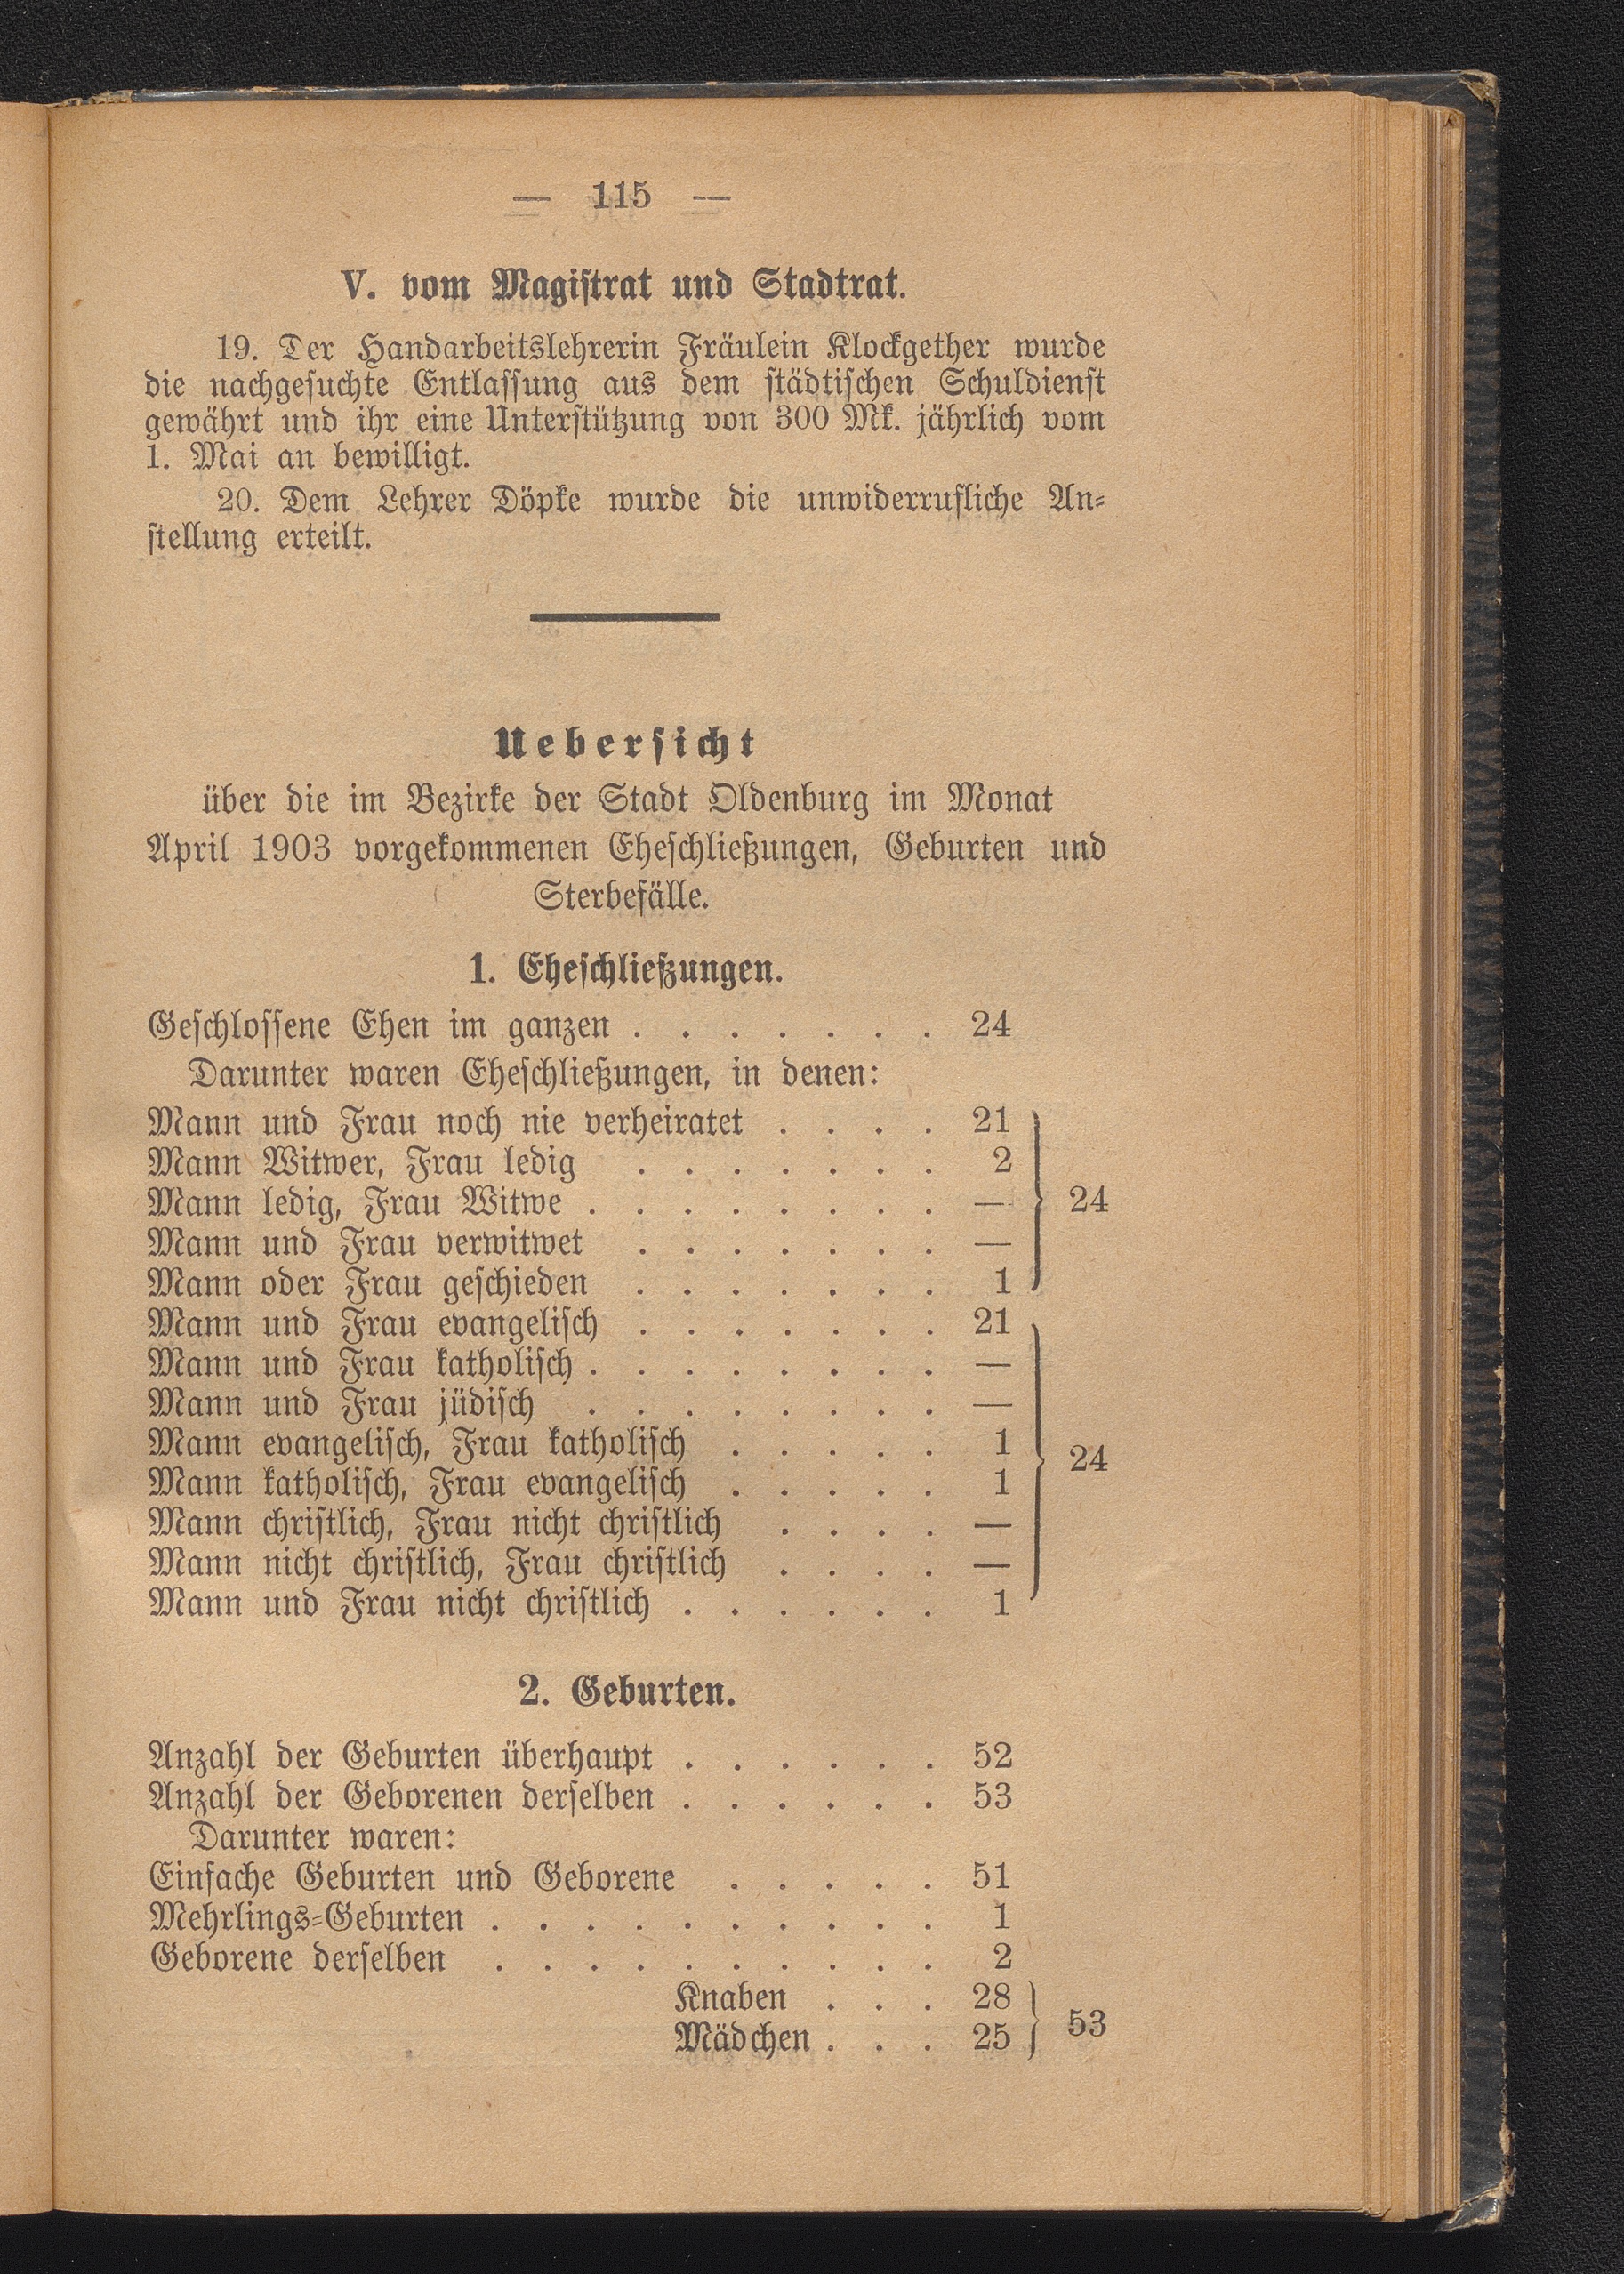 — 115 —
V. vom Magistrat und Stadtrat.
19. Der Handarbeitslehrerin Fräulein Klockgether wurde
die nachgesuchte Entlassung aus dem städtischen Schuldienst
gewährt und ihr eine Unterstützung von 300 Mk. jährlich vom
1. Mai an bewilligt.
20. Dem Lehrer Döpke wurde die unwiderrufliche An-
stellung erteilt.
Uebersicht
über die im Bezirke der Stadt Oldenburg im Monat
April 1903 vorgekommenen Eheschließungen, Geburten und
Sterbefälle.
1. Eheschließungen.
Geschlossene Ehen im ganzen . . . . . . . 24
Darunter waren Eheschließungen, in denen:
Mann und Frau noch nie verheiratet . . . . 21
Mann Witwer, Frau ledig . . . . . . . 2
Mann ledig, Frau Witwe . . . . . . . . — 24
Mann und Frau verwitwet . . . . . . . —
Mann oder Frau geschieden . . . . . . . 1
Mann und Frau evangelisch . . . . . . . 21
Mann und Frau katholisch . . . . . . . . —
Mann und Frau jüdisch . . . . . . . . —
Mann evangelisch, Frau katholisch . . . . . 1 24
Mann katholisch, Frau evangelisch . . . . . 1
Mann christlich, Frau nicht christlich . . . . —
Mann nicht christlich, Frau christlich . . . . —
Mann und Frau nicht christlich . . . . . . 1
2. Geburten.
Anzahl der Geburten überhaupt . . . . . . 52
Anzahl der Geborenen derselben . . . . . . 53
Darunter waren:
Einfache Geburten und Geborene . . . . . 51
Mehrlings-Geburten . . . . . . . . . . 1
Geborene derselben . . . . . . . . . . 2
Knaben . . . 28
53
Mädchen . . . 25